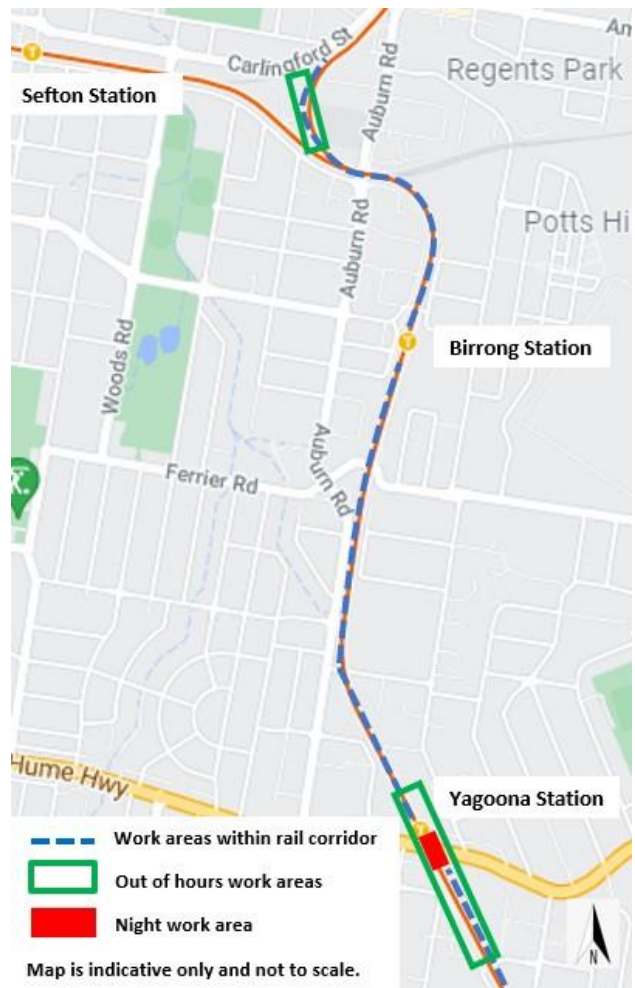 Am
Carlingford St
Regents Park
Sefton Station
Auburn Rd
Potts Hi
Auburn Rd
Birrong Station
Woods Rd
Auburn Rd
Ferrier Rd
Hume Hwy
Yagoona Station
Work areas within rail corridor
Out of hours work areas
Night work area
Map is indicative only and not to scale.
N
T
T
T